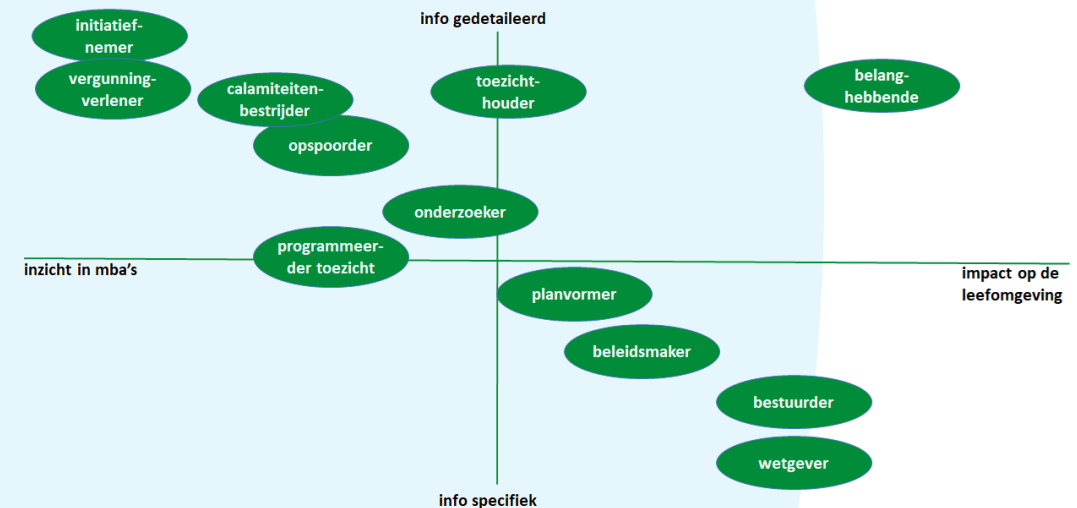 info gedetaileerd
initiatief-
nemer
vergunning-
verlener
calamiteiten-
bestrijder
opspoorder
toezicht-
houder
belang-
hebbende
onderzoeker
programmeer-
der toezicht
inzicht in mba's
impact op de
leefomgeving
planvormer
beleidsmaker
bestuurder
wetgever
info specifiek